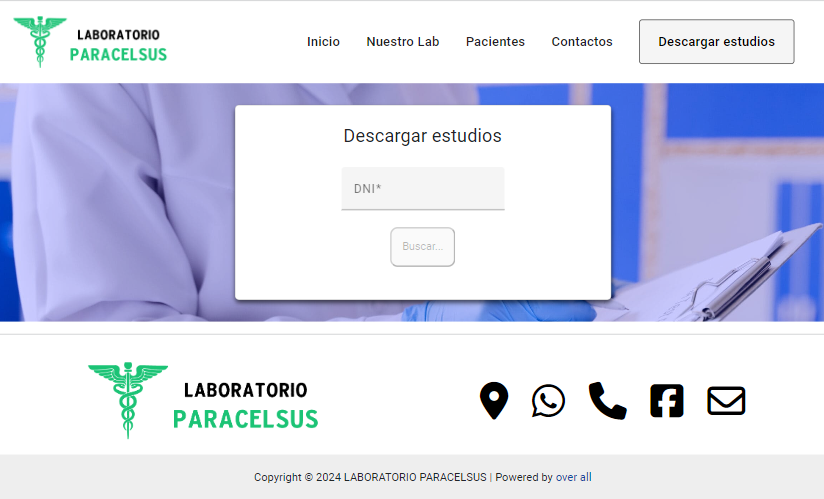 LABORATORIO
PARACELSUS
Inicio
Nuestro Lab
Pacientes
Contactos
Descargar estudios
Descargar estudios
DNI*
Buscar...
LABORATORIO
PARACELSUS
Copyright © 2024 LABORATORIO PARACELSUS | Powered by over all